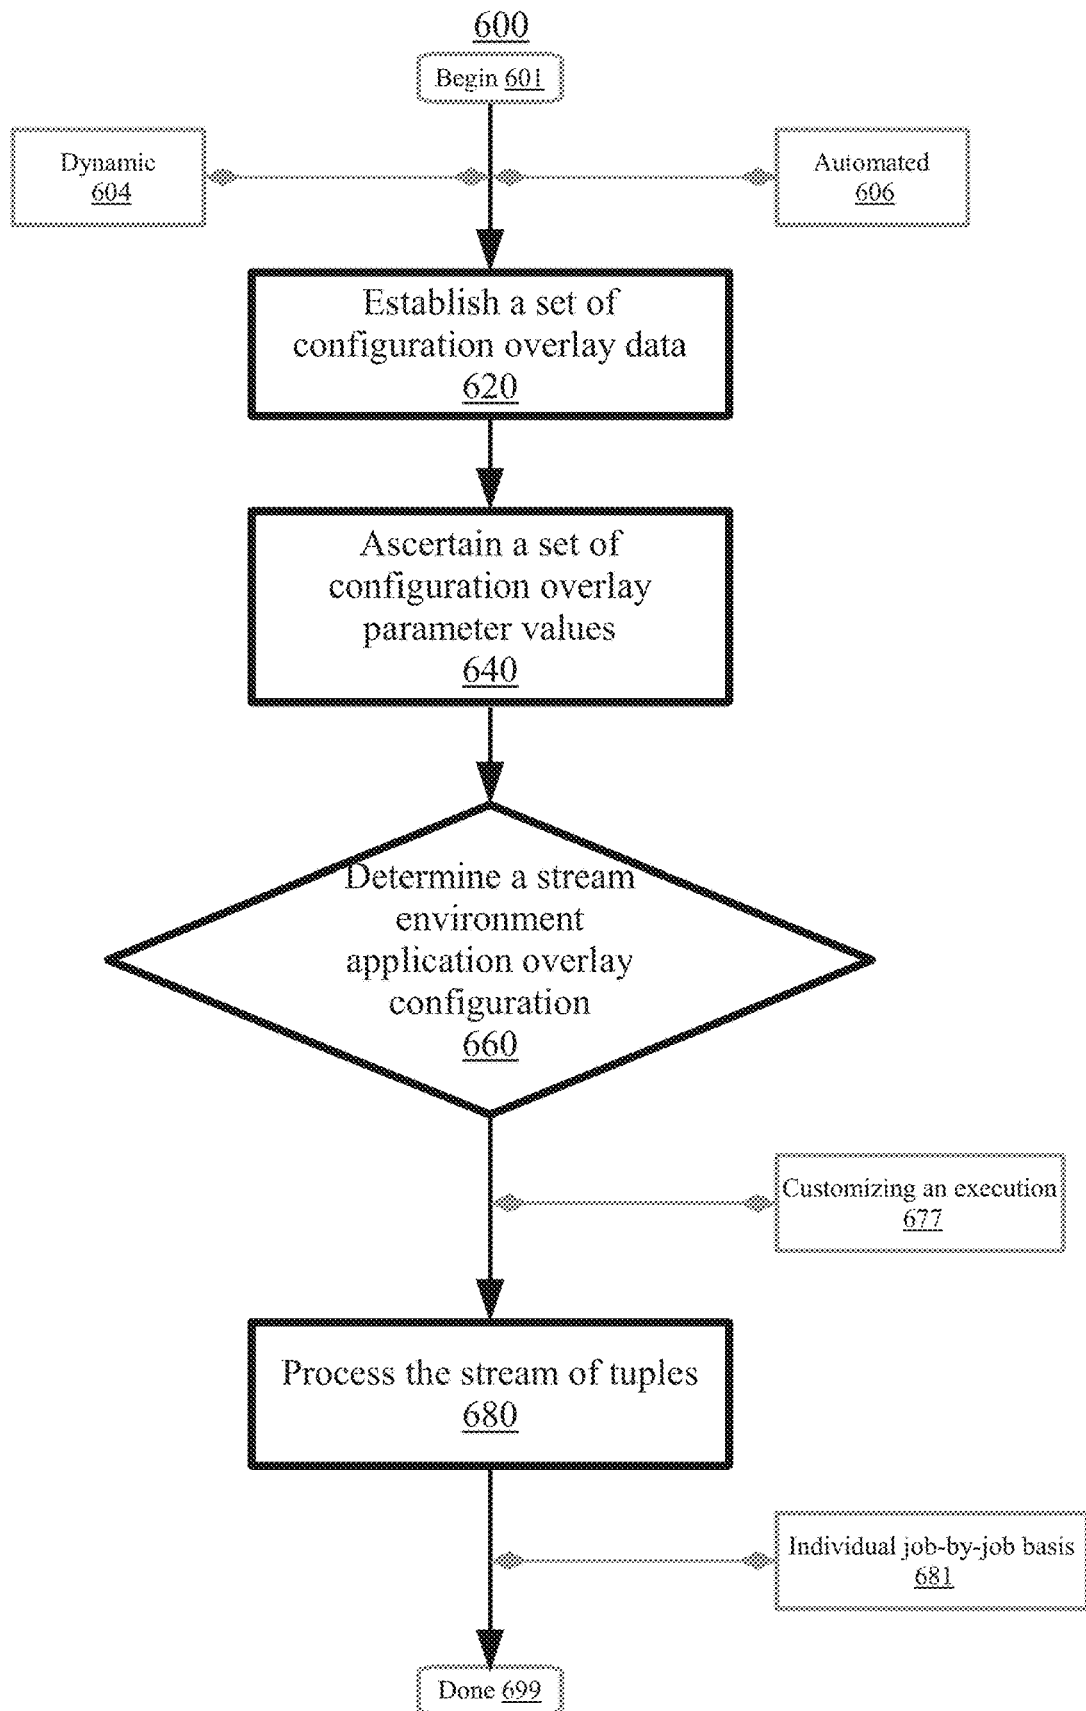 600
Begin 601
Dynamic
604
Automated
606
Establish a set of
configuration overlay data
620
Ascertain a set of
configuration overlay
parameter values
640
Determine a stream
environment
application overlay
configuration
660
Customizing an execution
677
Process the stream of tuples
680
Individual job-by-job basis
681
Done 699